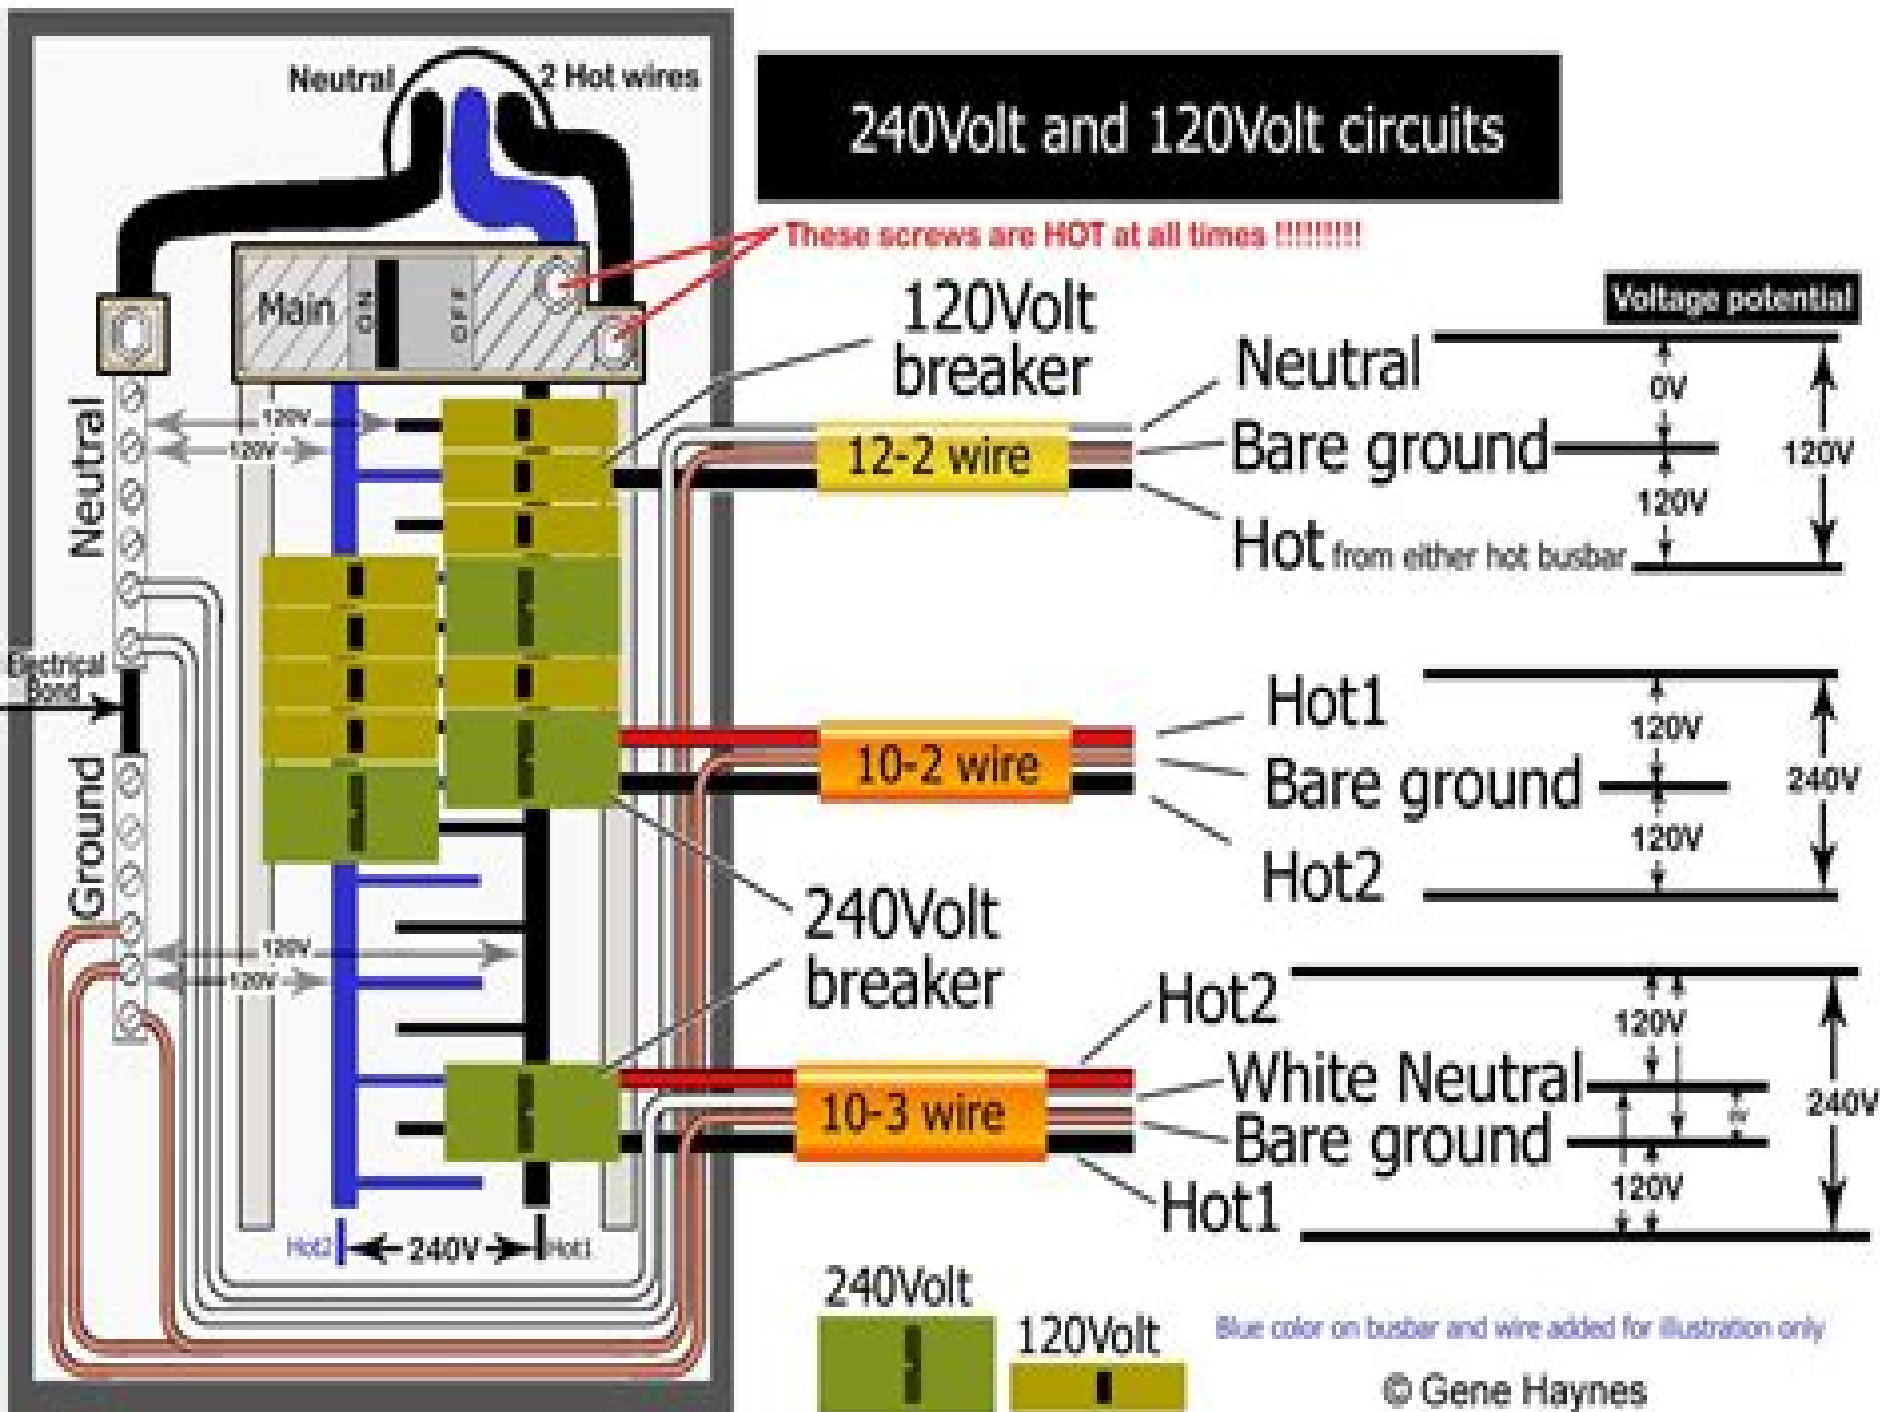 Neutral
2 Hot wires
240Volt and 120Volt circuits
These screws are HOT at all times !!!!!!!!!
Main
ON
OFF
120Volt
breaker
Voltage potential
Neutral
Bare ground
Hot from either hot busbar
12-2 wire
0V
120V
120V
Neutral
120V
120V
Electrical
Bond
Ground
120V
120V
Hot1
Bare ground
Hot2
10-2 wire
120V
120V
240V
240Volt
breaker
Hot2
White Neutral
Bare ground
Hot1
10-3 wire
120V
120V
240V
Hot2
240V
Hot1
240Volt
120Volt
Blue color on busbar and wire added for illustration only
© Gene Haynes